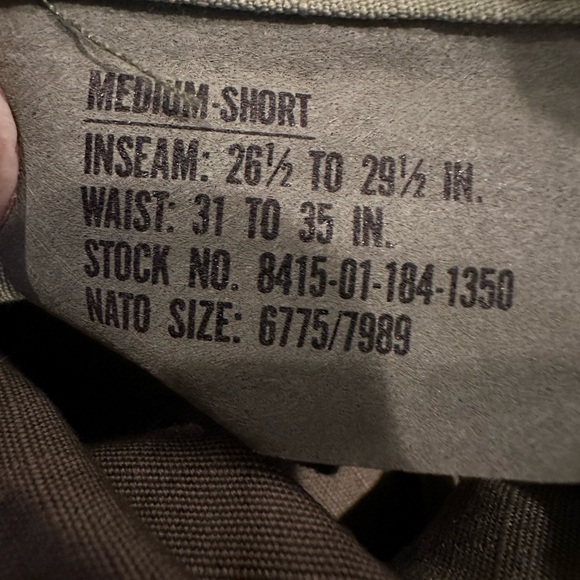 MEDIUM-SHORT
INSEAM: 26½ TO 29½ IN.
WAIST: 31 TO 35 IN.
STOCK NO. 8415-01-184-1350
NATO SIZE: 6775/7989